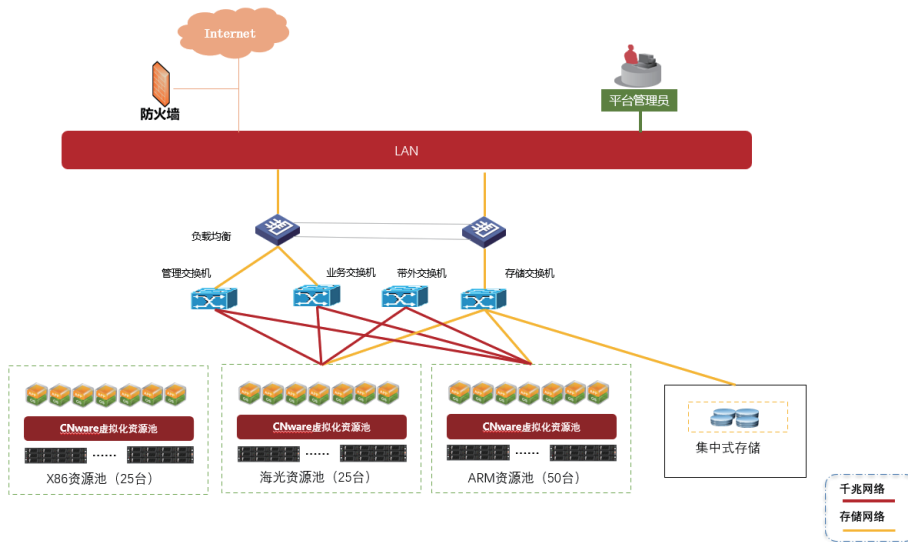 Internet
防火墙
平台管理员
LAN
负载均衡
管理交换机
业务交换机
带外交换机
存储交换机
CNware虚拟化资源池
······
X86资源池（25台）
CNware虚拟化资源池
······
海光资源池（25台）
CNware虚拟化资源池
······
ARM资源池（50台）
集中式存储
千兆网络
存储网络